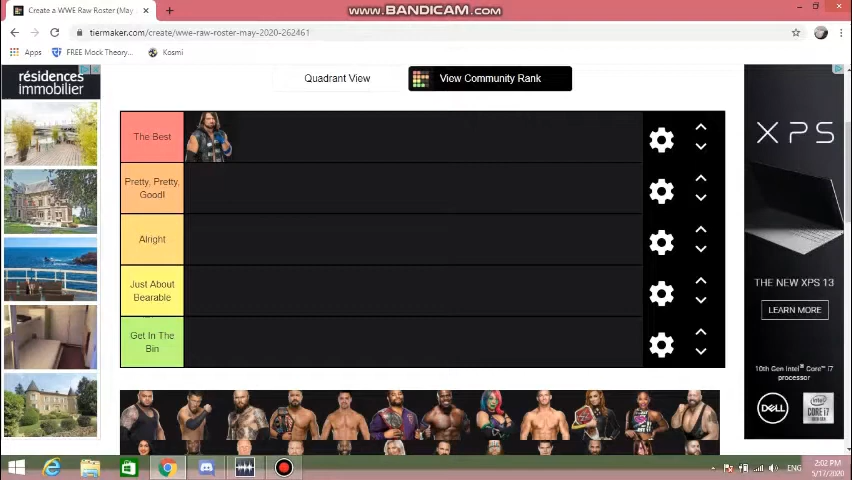 WWW.BANDICAM.COM
Create a WWE Raw Roster (May
tiermaker.com/create/wwe-raw-roster-may-2020-262461
Apps
FREE Mock Theory...
Kosmi
résidences
immobilier
Quadrant View
View Community Rank
The Best
Pretty, Pretty,
Good!
Alright
Just About
Bearable
Get In The
Bin
XPS
THE NEW XPS 13
LEARN MORE
10th Gen Intel® Core™ i7
processor
DELL
intel
CORE i7
ENG
2:02 PM
5/17/2020